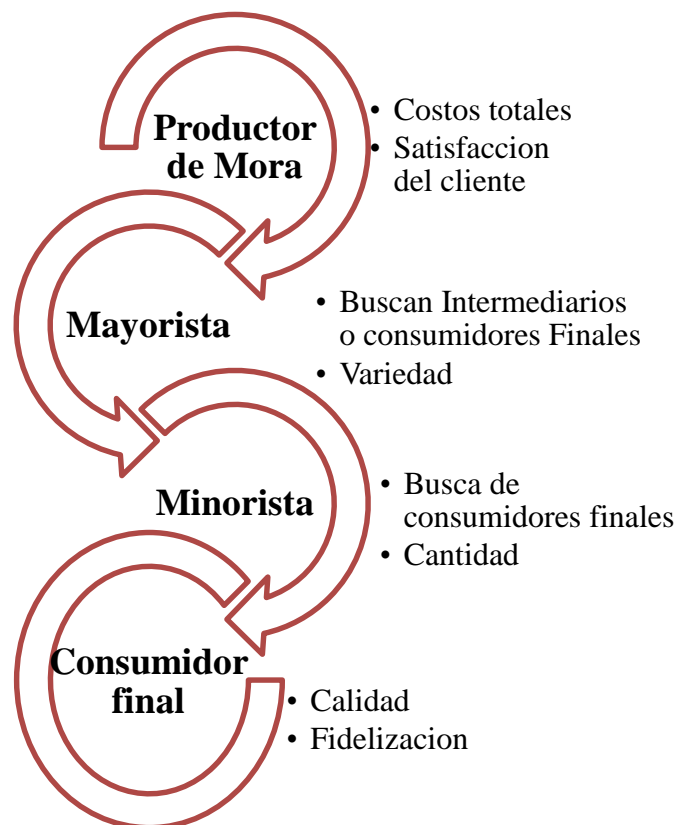 Productor
de Mora
• Costos totales
• Satisfaccion
del cliente
Mayorista
• Buscan Intermediarios
o consumidores Finales
• Variedad
Minorista
• Busca de
consumidores finales
• Cantidad
Consumidor
final
• Calidad
• Fidelizacion